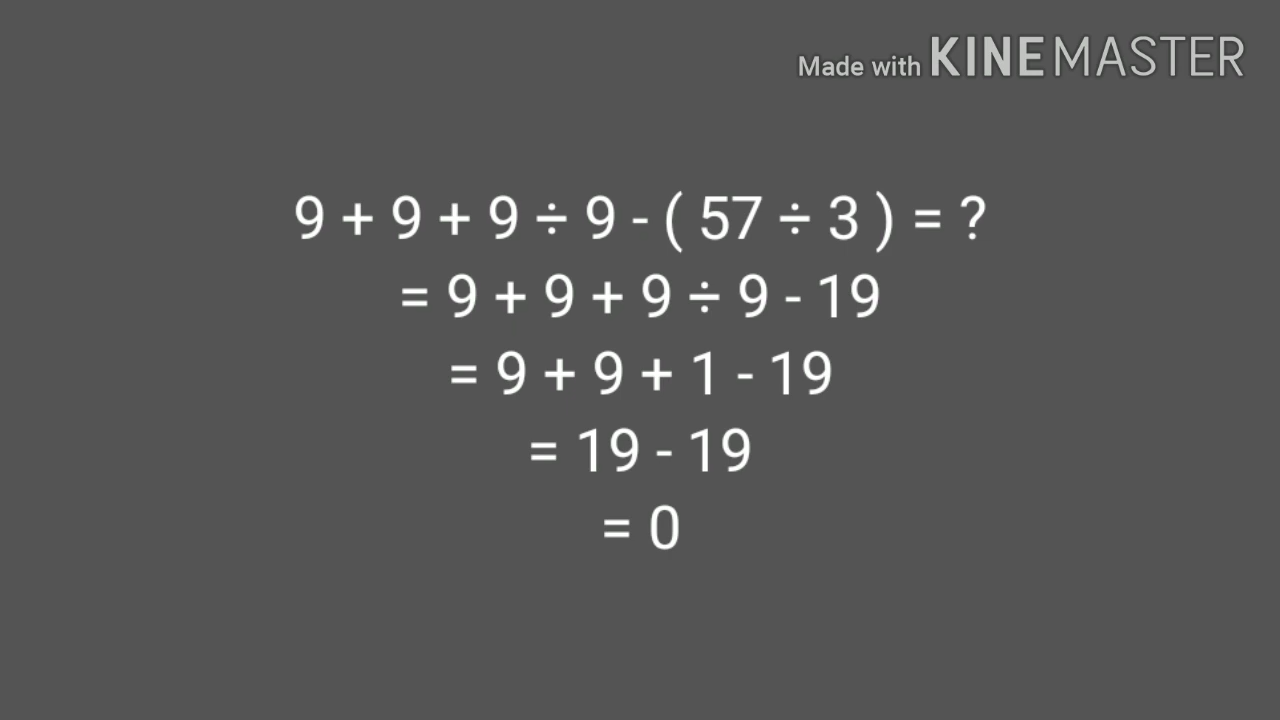 Made with KINEMASTER
9 + 9 + 9 ÷ 9 - ( 57 ÷ 3 ) = ?
= 9 + 9 + 9 ÷ 9 - 19
= 9 + 9 + 1 - 19
= 19 - 19
= 0